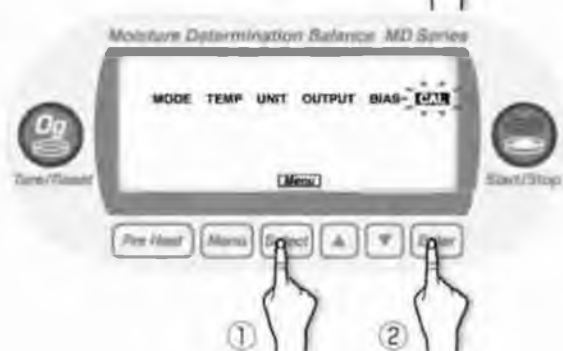 Moisture Determination Balance MD Series
MODE TEMP UNIT OUTPUT BIAS CAL
0g
Tare/Reset
Start/Stop
Menu
Pre Heat Menu Select ▲ ▼ Enter
① ②